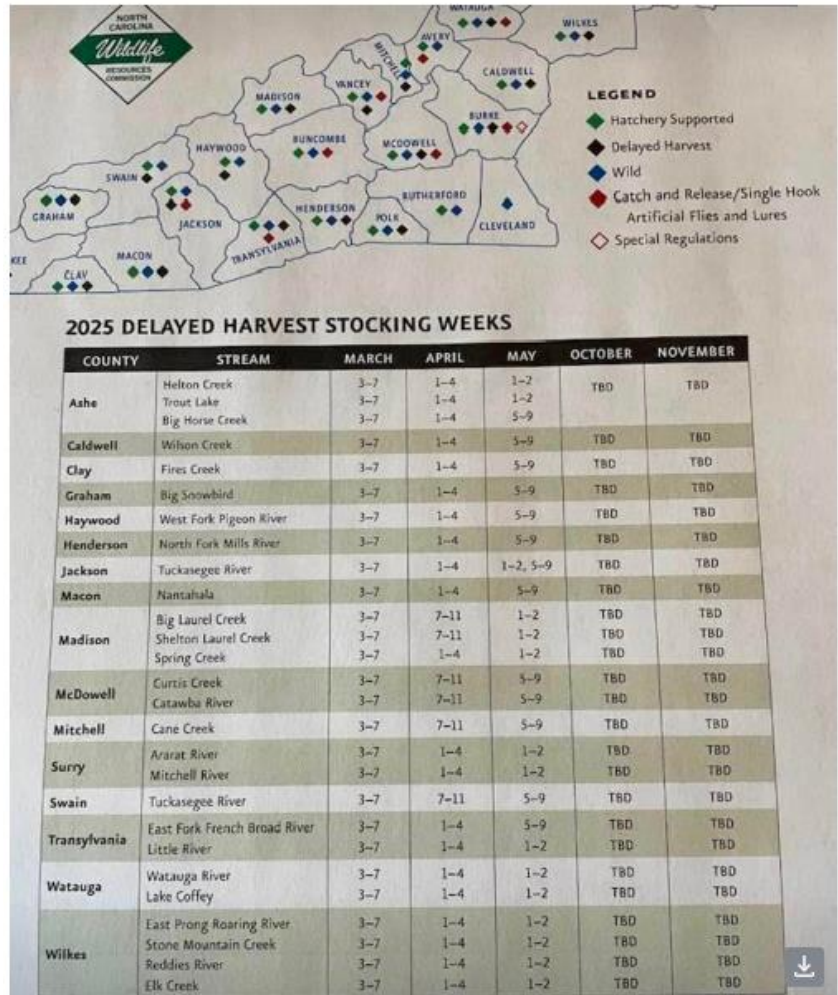 NORTH
CAROLINA
Wildlife
RESOURCES
COMMISSION
WATAUGA
WILKES
AVERY
MITCHELL
CALDWELL
YANCEY
MADISON
BURKE
BUNCOMBE
MCDOWELL
HAYWOOD
SWAIN
RUTHERFORD
HENDERSON
GRAHAM
JACKSON
POLK
CLEVELAND
TRANSYLVANIA
MACON
KEE
CLAY
LEGEND
Hatchery Supported
Delayed Harvest
Wild
Catch and Release/Single Hook
Artificial Flies and Lures
Special Regulations
2025 DELAYED HARVEST STOCKING WEEKS
COUNTY STREAM MARCH APRIL MAY OCTOBER NOVEMBER
Helton Creek 3–7 1–4 1–2 TBD TBD
Ashe Trout Lake 3–7 1–4 1–2
Big Horse Creek 3–7 1–4 5–9
Caldwell Wilson Creek 3–7 1–4 5–9 TBD TBD
Clay Fires Creek 3–7 1–4 5–9 TBD TBD
Graham Big Snowbird 3–7 1–4 5–9 TBD TBD
Haywood West Fork Pigeon River 3–7 1–4 5–9 TBD TBD
Henderson North Fork Mills River 3–7 1–4 5–9 TBD TBD
Jackson Tuckasegee River 3–7 1–4 1–2, 5–9 TBD TBD
Macon Nantahala 3–7 1–4 5–9 TBD TBD
Big Laurel Creek 3–7 7–11 1–2 TBD TBD
Madison Shelton Laurel Creek 3–7 7–11 1–2 TBD TBD
Spring Creek 3–7 1–4 1–2 TBD TBD
McDowell Curtis Creek 3–7 7–11 5–9 TBD TBD
Catawba River 3–7 7–11 5–9 TBD TBD
Mitchell Cane Creek 3–7 7–11 5–9 TBD TBD
Surry Ararat River 3–7 1–4 1–2 TBD TBD
Mitchell River 3–7 1–4 1–2 TBD TBD
Swain Tuckasegee River 3–7 7–11 5–9 TBD TBD
Transylvania East Fork French Broad River 3–7 1–4 5–9 TBD TBD
Little River 3–7 1–4 1–2 TBD TBD
Watauga Watauga River 3–7 1–4 1–2 TBD TBD
Lake Coffey 3–7 1–4 1–2 TBD TBD
East Prong Roaring River 3–7 1–4 1–2 TBD TBD
Wilkes Stone Mountain Creek 3–7 1–4 1–2 TBD TBD
Reddies River 3–7 1–4 1–2 TBD TBD
Elk Creek 3–7 1–4 1–2 TBD TBD